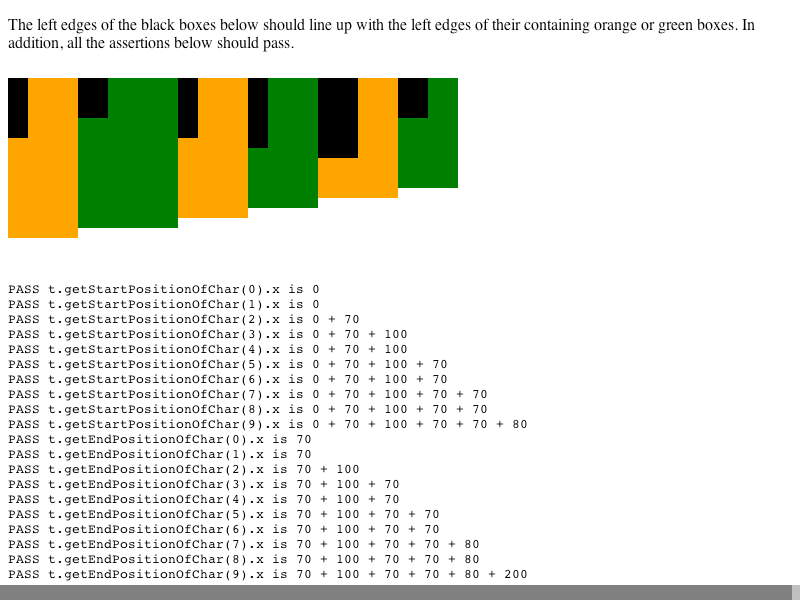 The left edges of the black boxes below should line up with the left edges of their containing orange or green boxes. In
addition, all the assertions below should pass.
PASS t.getStartPositionOfChar(0).x is 0
PASS t.getStartPositionOfChar(1).x is 0
PASS t.getStartPositionOfChar(2).x is 0 + 70
PASS t.getStartPositionOfChar(3).x is 0 + 70 + 100
PASS t.getStartPositionOfChar(4).x is 0 + 70 + 100
PASS t.getStartPositionOfChar(5).x is 0 + 70 + 100 + 70
PASS t.getStartPositionOfChar(6).x is 0 + 70 + 100 + 70
PASS t.getStartPositionOfChar(7).x is 0 + 70 + 100 + 70 + 70
PASS t.getStartPositionOfChar(8).x is 0 + 70 + 100 + 70 + 70
PASS t.getStartPositionOfChar(9).x is 0 + 70 + 100 + 70 + 70 + 80
PASS t.getEndPositionOfChar(0).x is 70
PASS t.getEndPositionOfChar(1).x is 70
PASS t.getEndPositionOfChar(2).x is 70 + 100
PASS t.getEndPositionOfChar(3).x is 70 + 100 + 70
PASS t.getEndPositionOfChar(4).x is 70 + 100 + 70
PASS t.getEndPositionOfChar(5).x is 70 + 100 + 70 + 70
PASS t.getEndPositionOfChar(6).x is 70 + 100 + 70 + 70
PASS t.getEndPositionOfChar(7).x is 70 + 100 + 70 + 70 + 80
PASS t.getEndPositionOfChar(8).x is 70 + 100 + 70 + 70 + 80
PASS t.getEndPositionOfChar(9).x is 70 + 100 + 70 + 70 + 80 + 200